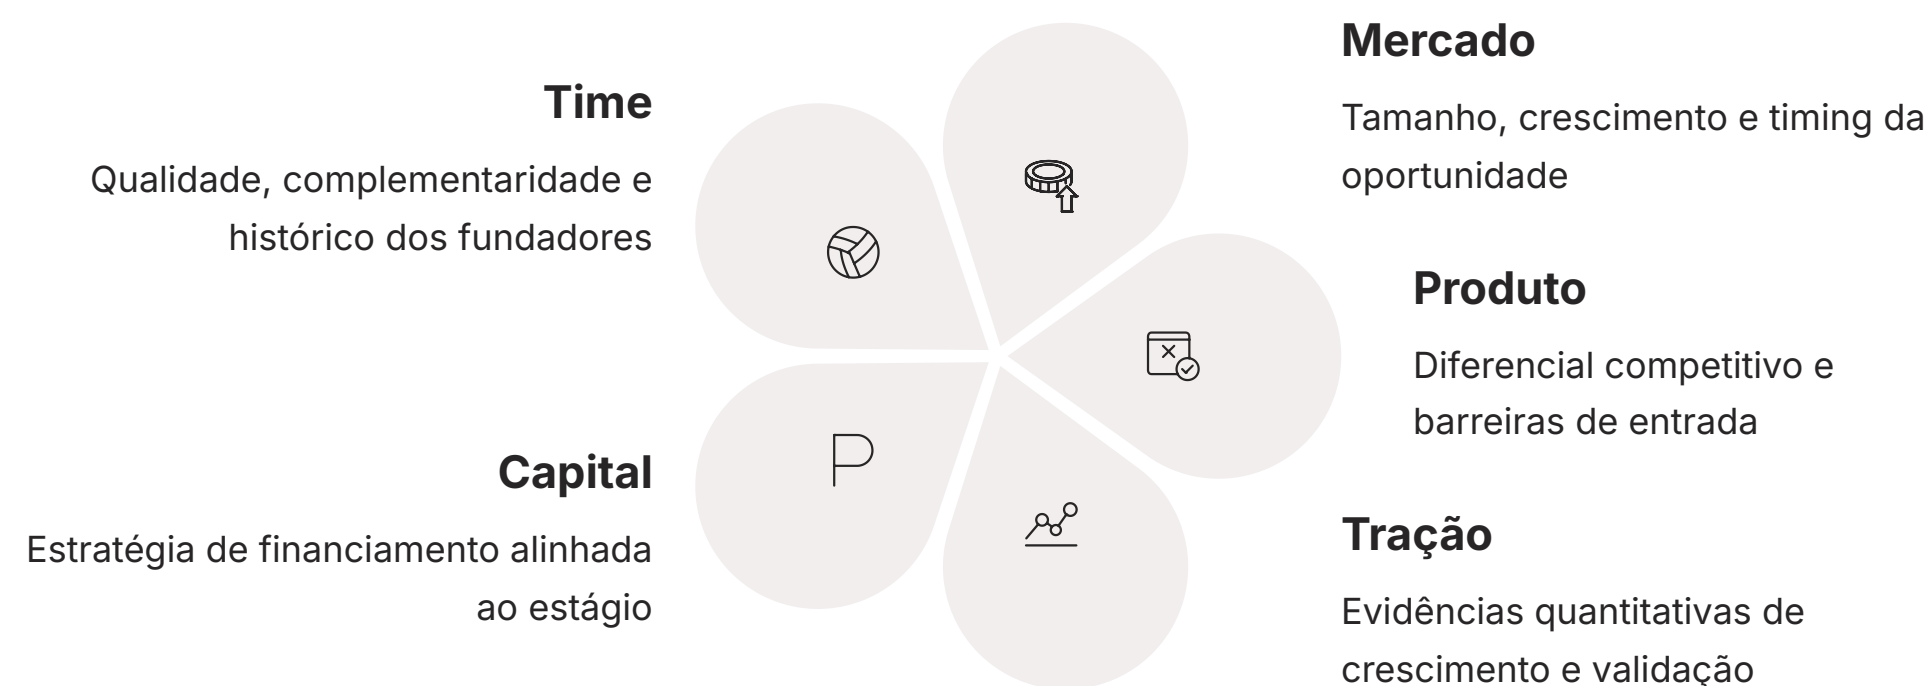 Time
Qualidade, complementaridade e
histórico dos fundadores
Mercado
Tamanho, crescimento e timing da
oportunidade
Produto
Diferencial competitivo e
barreiras de entrada
Tração
Evidências quantitativas de
crescimento e validação
Capital
Estratégia de financiamento alinhada
ao estágio